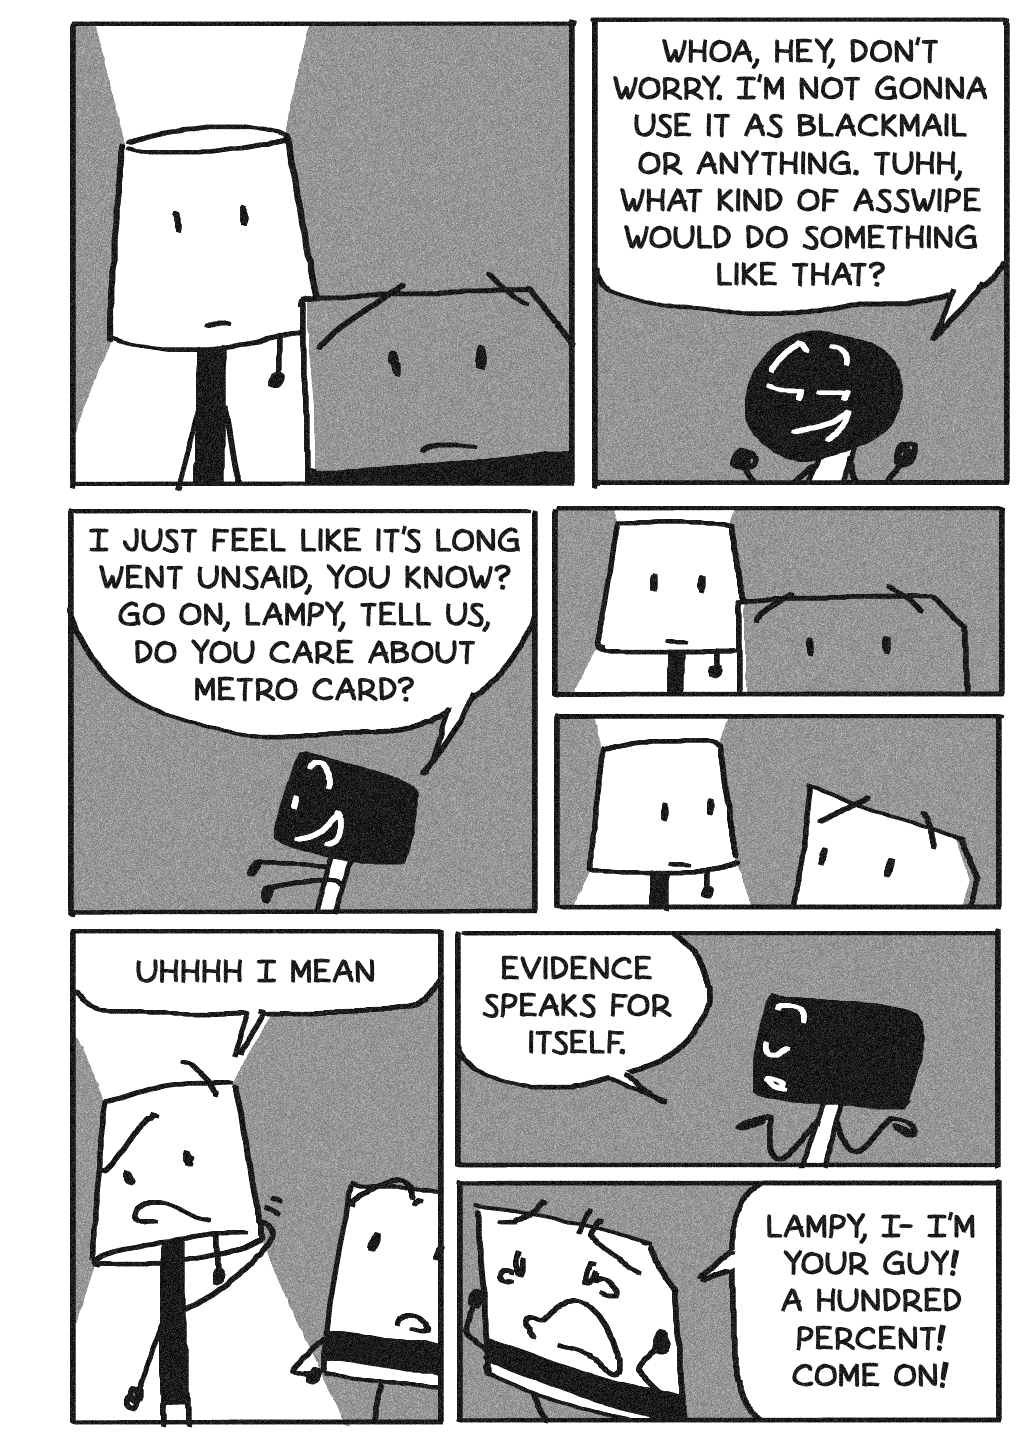 WHOA, HEY, DON'T
WORRY. I'M NOT GONNA
USE IT AS BLACKMAIL
OR ANYTHING. TUHH,
WHAT KIND OF ASSWIPE
WOULD DO SOMETHING
LIKE THAT?
I JUST FEEL LIKE IT'S LONG
WENT UNSAID, YOU KNOW?
GO ON, LAMPY, TELL US,
DO YOU CARE ABOUT
METRO CARD?
UHHHH I MEAN
EVIDENCE
SPEAKS FOR
ITSELF.
LAMPY, I- I'M
YOUR GUY!
A HUNDRED
PERCENT!
COME ON!